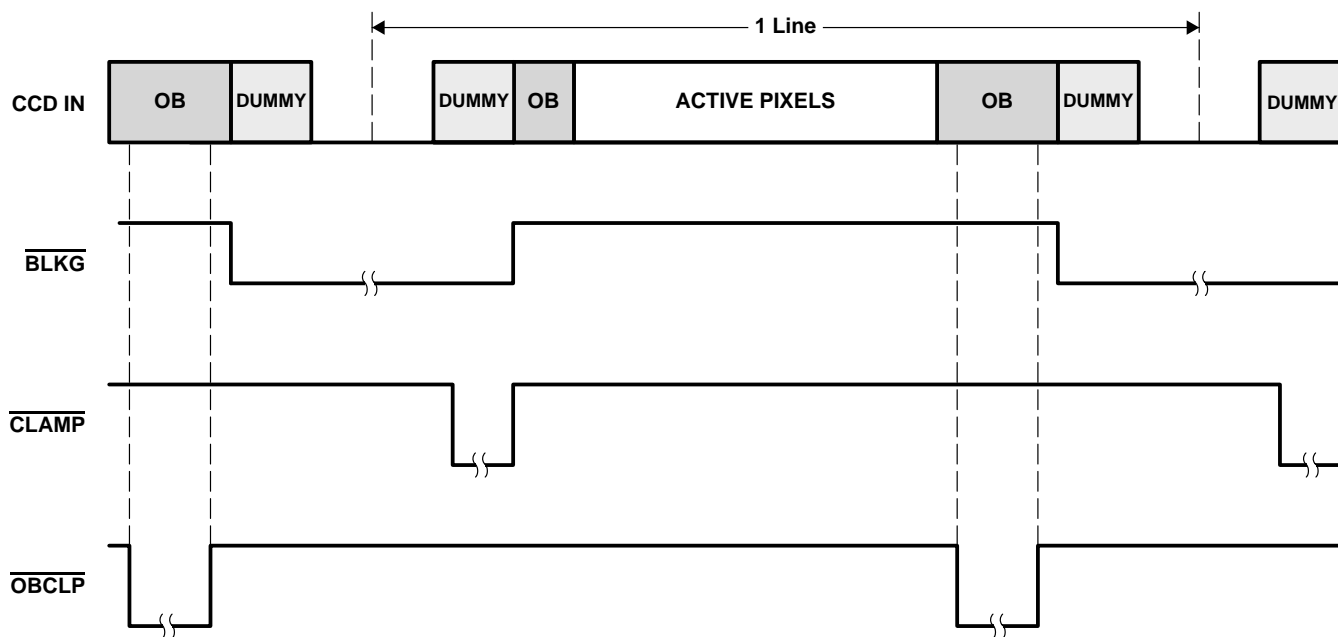 1 Line
CCD IN OB DUMMY DUMMY OB ACTIVE PIXELS OB DUMMY DUMMY
BLKG
CLAMP
OBCLP